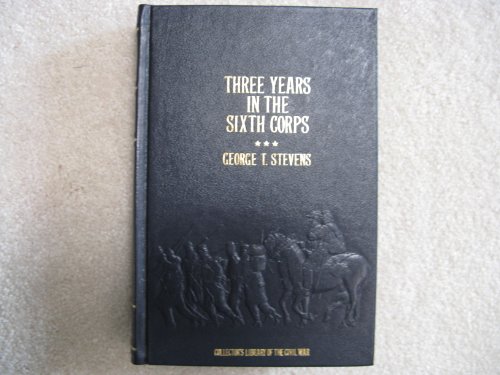 THREE YEARS
IN THE
SIXTH CORPS
GEORGE T. STEVENS
COLLECTOR'S LIBRARY OF THE CIVIL WAR